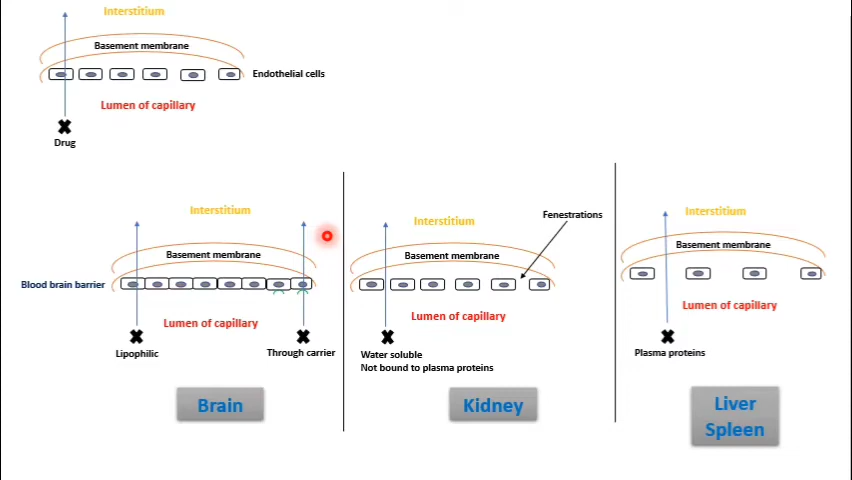 Interstitium
Basement membrane
Endothelial cells
Lumen of capillary
Drug
Interstitium
Basement membrane
Blood brain barrier
Lumen of capillary
Lipophilic
Through carrier
Brain
Interstitium
Fenestrations
Basement membrane
Lumen of capillary
Water soluble
Not bound to plasma proteins
Kidney
Interstitium
Basement membrane
Lumen of capillary
Plasma proteins
Liver
Spleen